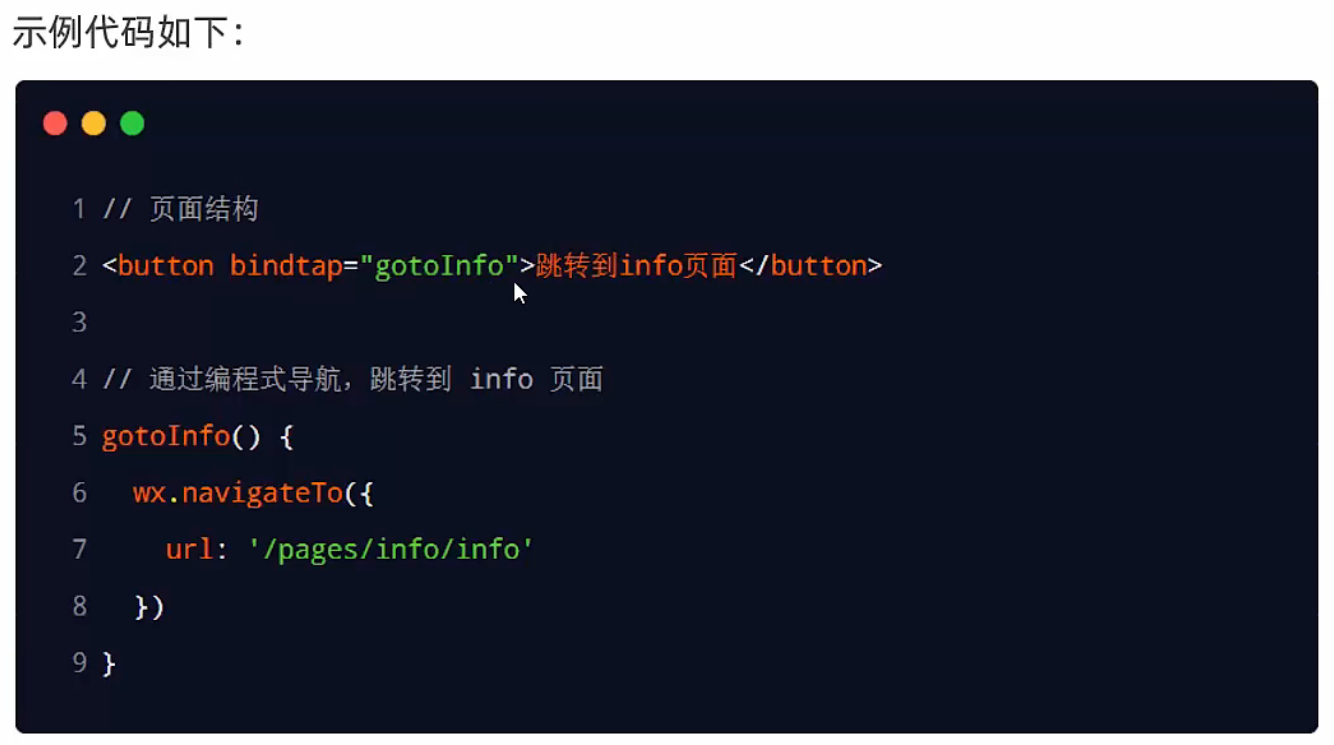 示例代码如下：
1 // 页面结构
2 <button bindtap="gotoInfo">跳转到info页面</button>
3
4 // 通过编程式导航，跳转到 info 页面
5 gotoInfo() {
6   wx.navigateTo({
7     url: '/pages/info/info'
8   })
9 }